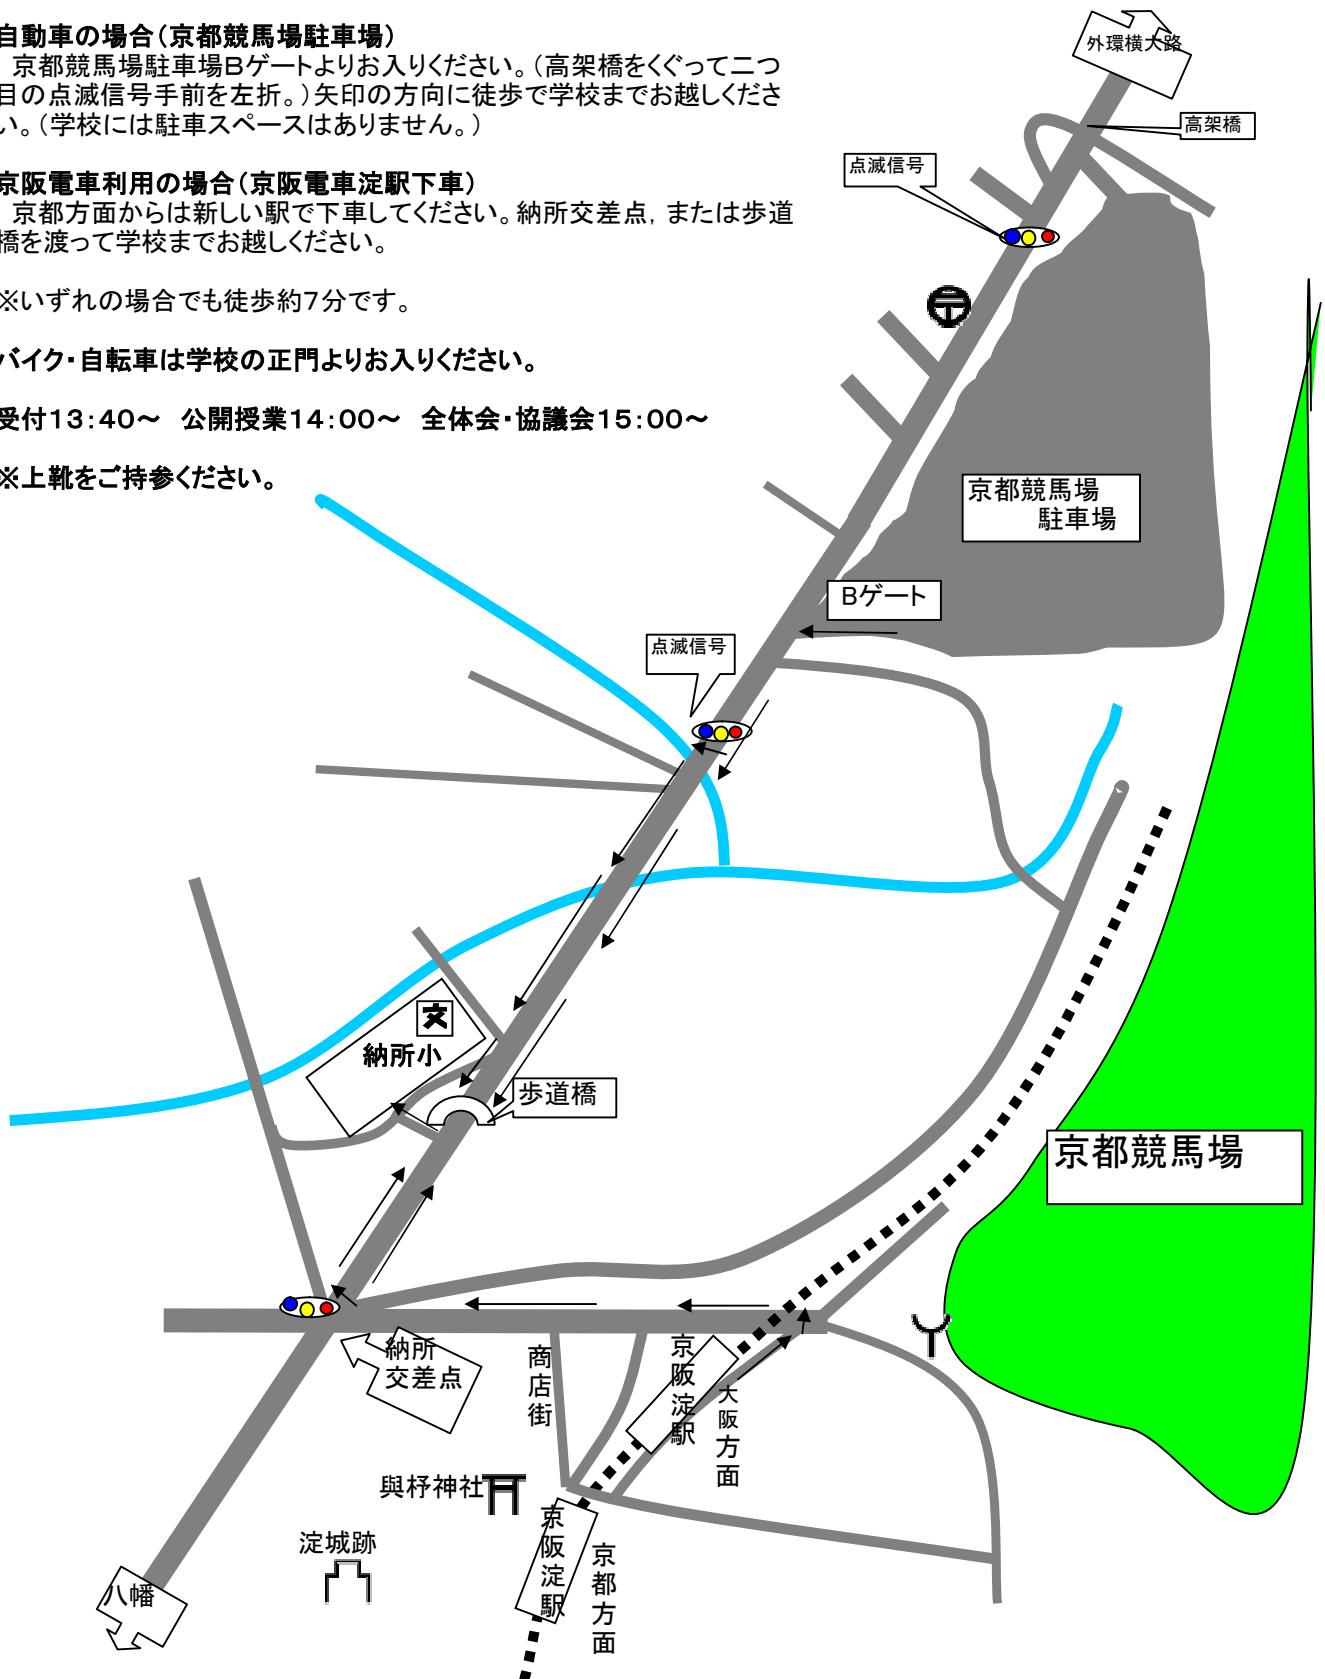 自動車の場合（京都競馬場駐車場）
京都競馬場駐車場Bゲートよりお入りください。（高架橋をくぐって二つ
目の点滅信号手前を左折。）矢印の方向に徒歩で学校までお越しくださ
い。（学校には駐車スペースはありません。）
京阪電車利用の場合（京阪電車淀駅下車）
京都方面からは新しい駅で下車してください。納所交差点，または歩道
橋を渡って学校までお越しください。
※いずれの場合でも徒歩約7分です。
バイク・自転車は学校の正門よりお入りください。
受付13：40～　公開授業14：00～　全体会・協議会15：00～
※上靴をご持参ください。
外環横大路
高架橋
点滅信号
京都競馬場
駐車場
Bゲート
点滅信号
文
納所小
歩道橋
京都競馬場
納所
交差点
商店街
京阪淀駅
大阪方面
與杼神社
淀城跡
京阪淀駅
京都方面
八幡